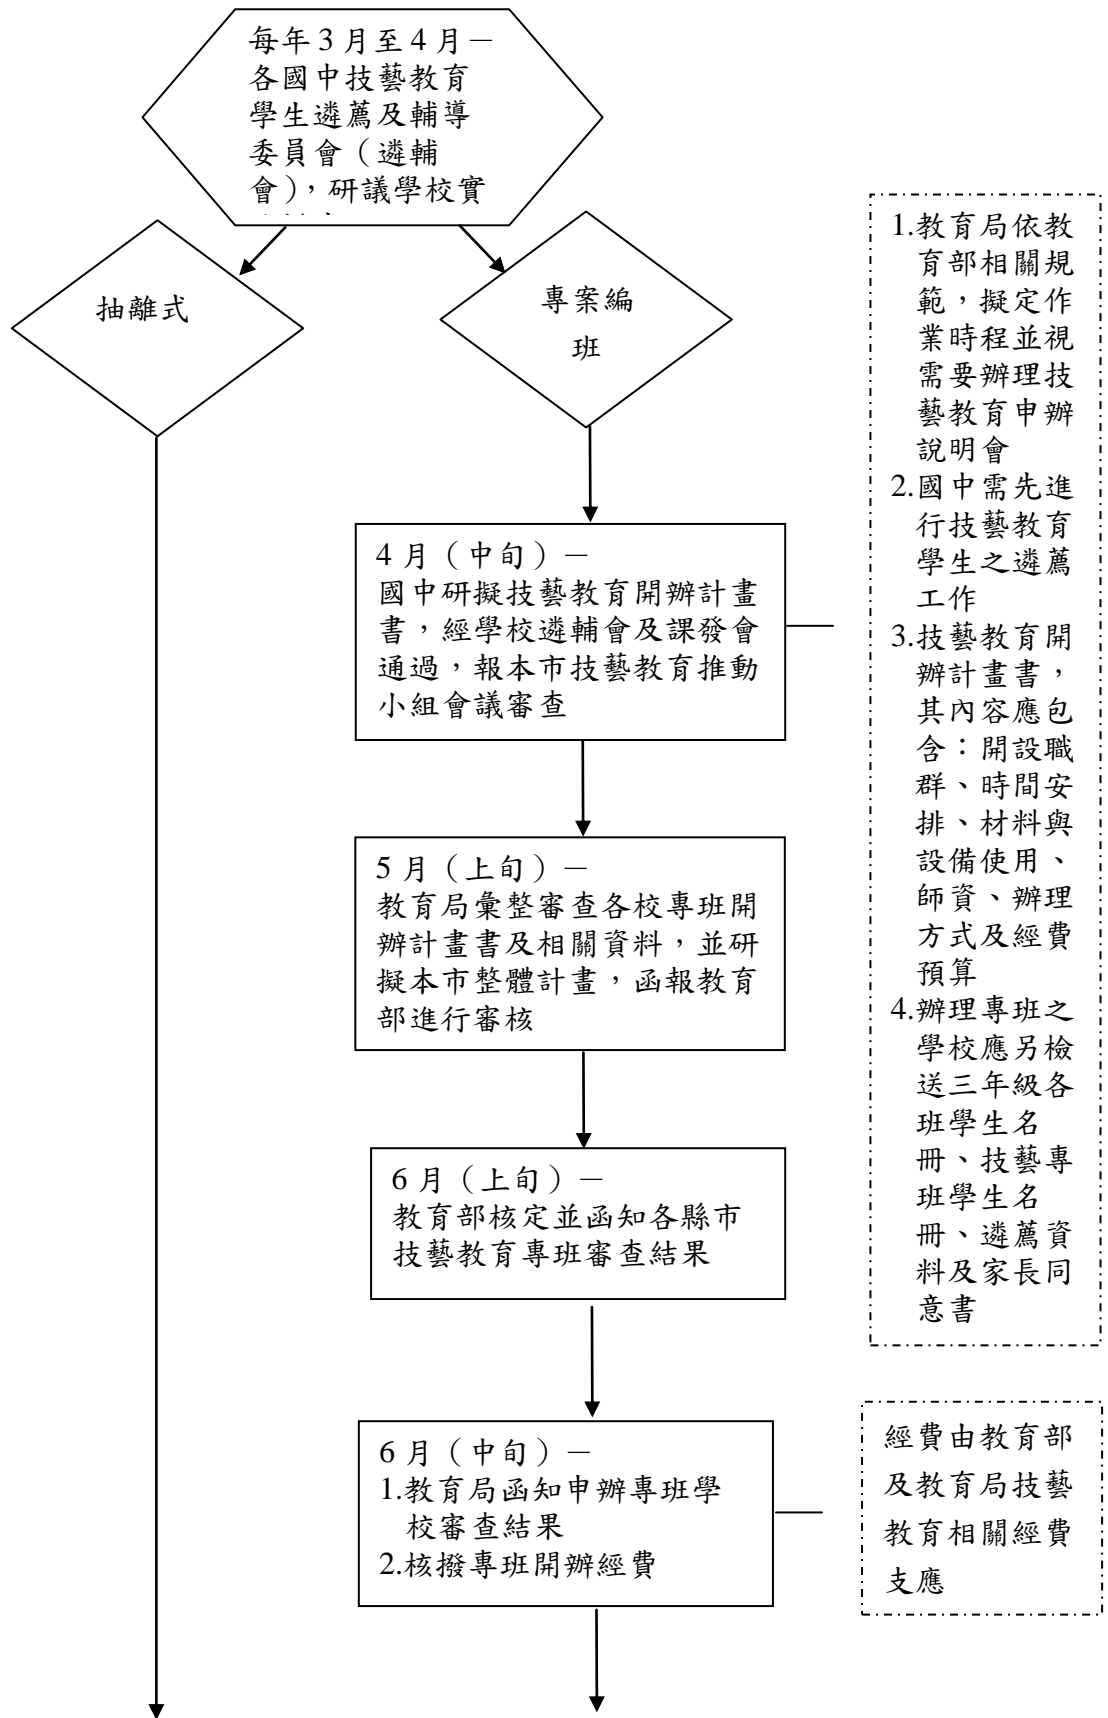 每年3月至4月－
各國中技藝教育
學生遴薦及輔導
委員會（遴輔
會），研議學校實
抽離式
專案編
班
4月（中旬）－
國中研擬技藝教育開辦計畫
書，經學校遴輔會及課發會
通過，報本市技藝教育推動
小組會議審查
1.教育局依教
育部相關規
範，擬定作
業時程並視
需要辦理技
藝教育申辦
說明會
2.國中需先進
行技藝教育
學生之遴薦
工作
3.技藝教育開
辦計畫書，
其內容應包
含：開設職
群、時間安
排、材料與
設備使用、
師資、辦理
方式及經費
預算
4.辦理專班之
學校應另檢
送三年級各
班學生名
冊、技藝專
班學生名
冊、遴薦資
料及家長同
意書
5月（上旬）－
教育局彙整審查各校專班開
辦計畫書及相關資料，並研
擬本市整體計畫，函報教育
部進行審核
6月（上旬）－
教育部核定並函知各縣市
技藝教育專班審查結果
6月（中旬）－
1.教育局函知申辦專班學
校審查結果
2.核撥專班開辦經費
經費由教育部
及教育局技藝
教育相關經費
支應